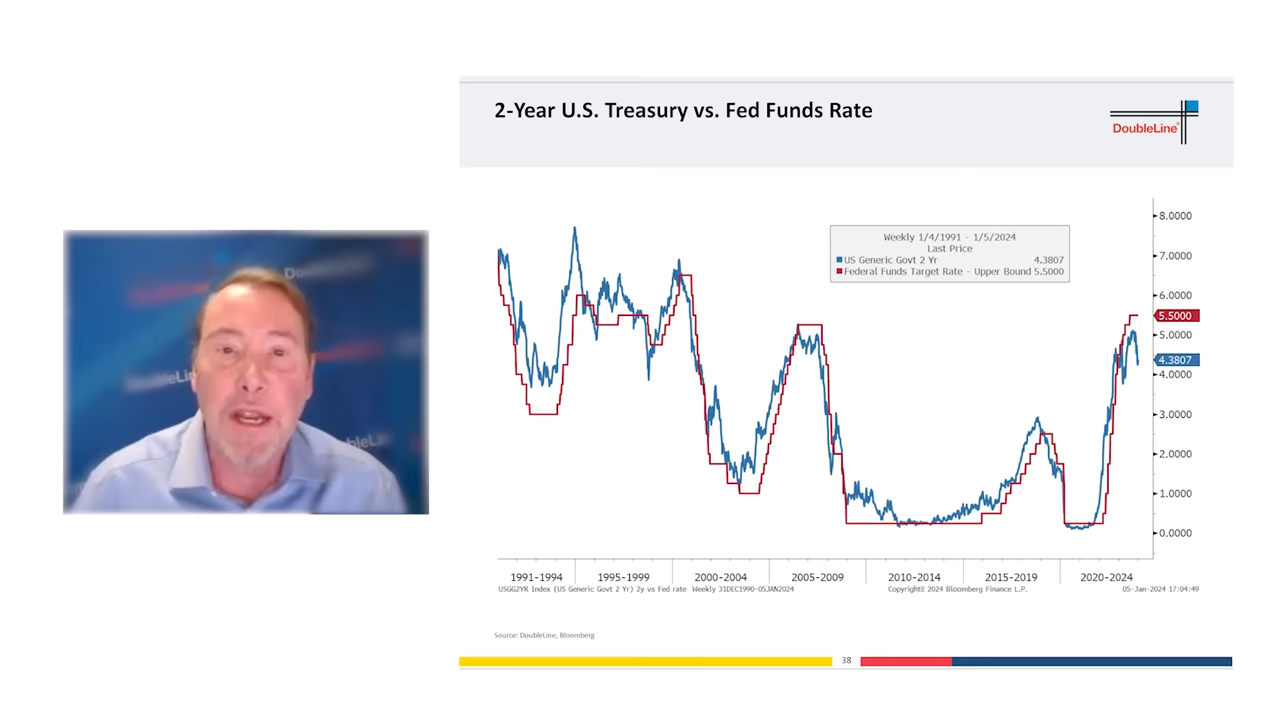 2-Year U.S. Treasury vs. Fed Funds Rate
DoubleLine®
Weekly 1/4/1991 - 1/5/2024
Last Price
US Generic Govt 2 Yr 4.3807
Federal Funds Target Rate - Upper Bound 5.5000
8.0000
7.0000
6.0000
5.5000
5.0000
4.3807
4.0000
3.0000
2.0000
1.0000
0.0000
1991-1994 1995-1999 2000-2004 2005-2009 2010-2014 2015-2019 2020-2024
USGG2YR Index (US Generic Govt 2 Yr) 2y vs Fed rate Weekly 31DEC1990-05JAN2024 Copyright© 2024 Bloomberg Finance L.P. 05-Jan-2024 17:04:49
Source: DoubleLine, Bloomberg
38